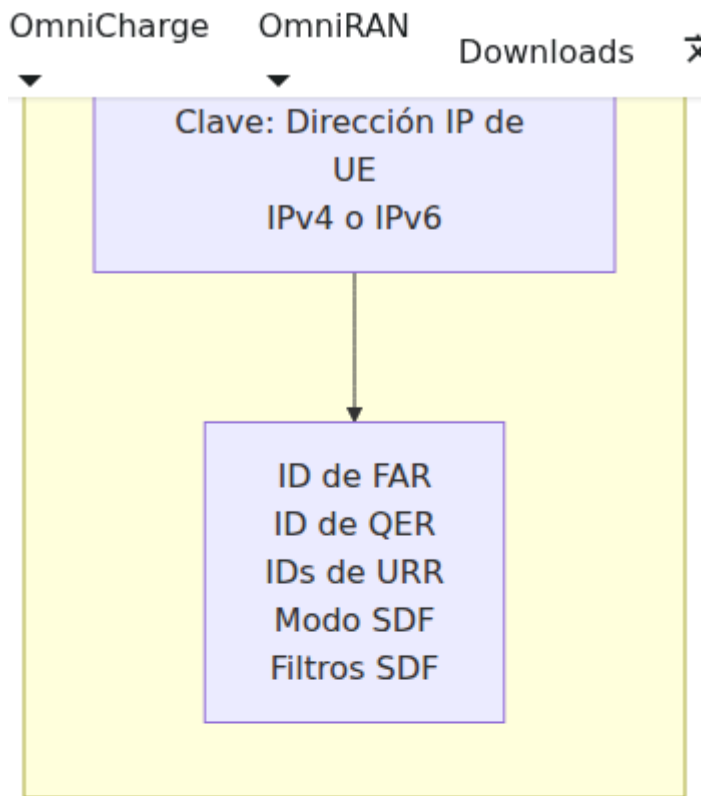 OmniCharge OmniRAN Downloads
Clave: Dirección IP de
UE
IPv4 o IPv6
ID de FAR
ID de QER
IDs de URR
Modo SDF
Filtros SDF